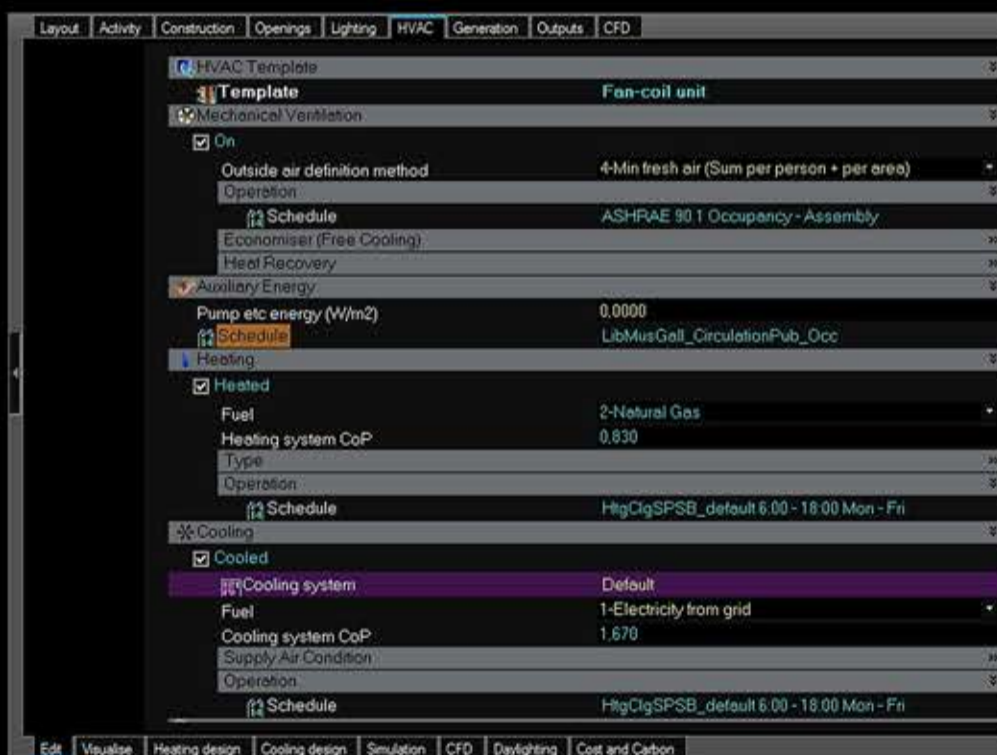 Layout Activity Construction Openings Lighting HVAC Generation Outputs CFD
HVAC Template
Template Fan-coil unit
Mechanical Ventilation
On
Outside air definition method 4-Min fresh air (Sum per person + per area)
Operation
Schedule ASHRAE 90.1 Occupancy - Assembly
Economiser (Free Cooling)
Heat Recovery
Auxiliary Energy
Pump etc energy (W/m2) 0,0000
Schedule LibMusGall_CirculationPub_Occ
Heating
Heated
Fuel 2-Natural Gas
Heating system CoP 0,830
Type
Operation
Schedule HtgClgSPSB_default 6:00 - 18:00 Mon - Fri
Cooling
Cooled
Cooling system Default
Fuel 1-Electricity from grid
Cooling system CoP 1,670
Supply Air Condition
Operation
Schedule HtgClgSPSB_default 6:00 - 18:00 Mon - Fri
Edit Visualise Heating design Cooling design Simulation CFD Daylighting Cost and Carbon